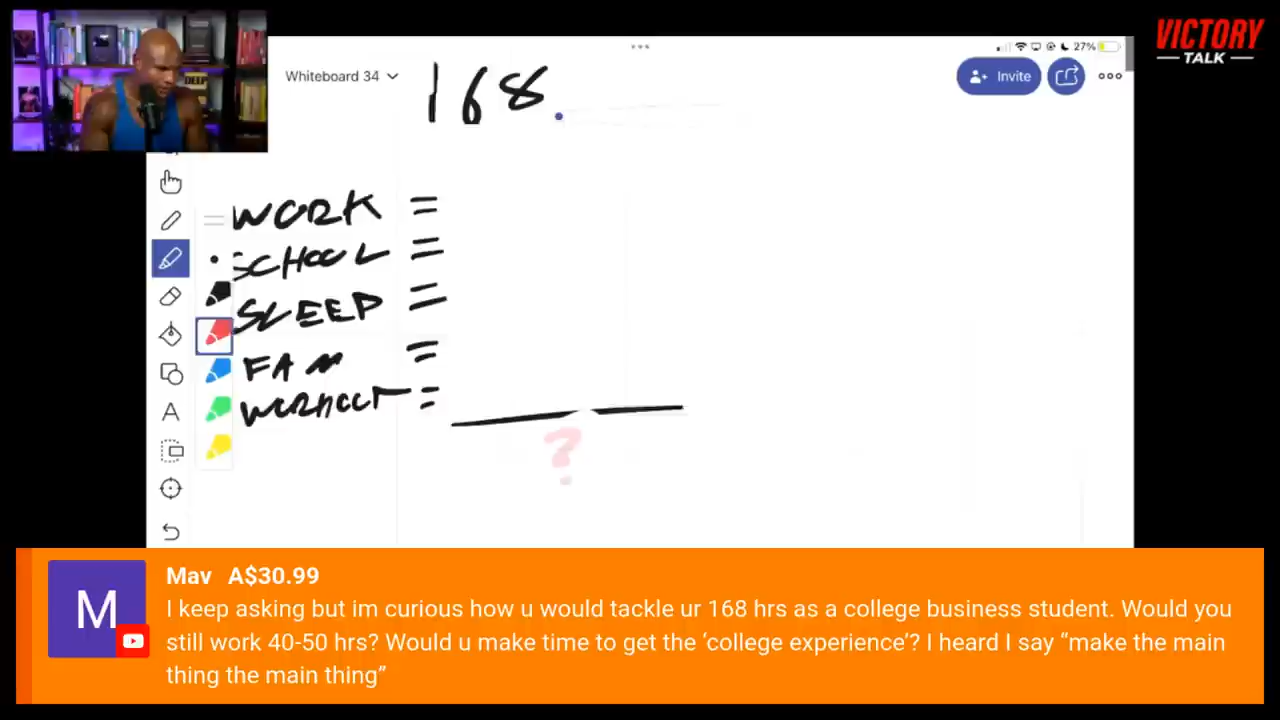 VICTORY
TALK
Whiteboard 34
168
27%
Invite
WORK =
SCHOOL =
SLEEP =
FAM =
WORKOUT =
?
A
M
Mav A$30.99
I keep asking but im curious how u would tackle ur 168 hrs as a college business student. Would you
still work 40-50 hrs? Would u make time to get the ‘college experience’? I heard I say “make the main
thing the main thing”